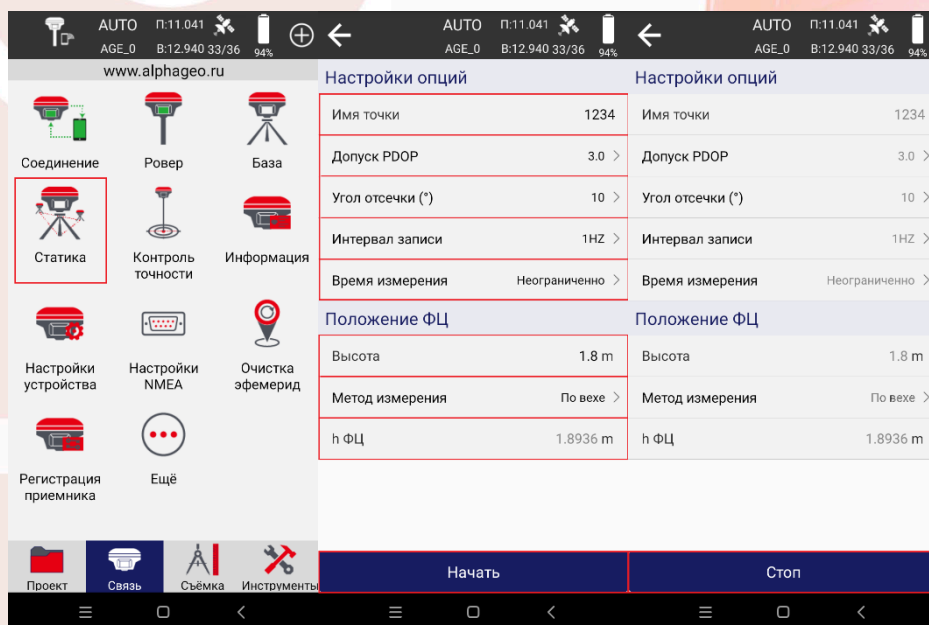 AUTO П:11.041
AGE_0 В:12.940 33/36 94%
www.alphageo.ru
Соединение
Ровер
База
Статика
Контроль
точности
Информация
Настройки
устройства
Настройки
NMEA
Очистка
эфемерид
Регистрация
приемника
Ещё
Проект
Связь
Съёмка
Инструменты
AUTO П:11.041
AGE_0 В:12.940 33/36 94%
Настройки опций
Имя точки 1234
Допуск PDOP 3.0
Угол отсечки (°) 10
Интервал записи 1HZ
Время измерения Неограниченно
Положение ФЦ
Высота 1.8 m
Метод измерения По вехе
h ФЦ 1.8936 m
Начать
AUTO П:11.041
AGE_0 В:12.940 33/36 94%
Настройки опций
Имя точки 1234
Допуск PDOP 3.0
Угол отсечки (°) 10
Интервал записи 1HZ
Время измерения Неограниченно
Положение ФЦ
Высота 1.8 m
Метод измерения По вехе
h ФЦ 1.8936 m
Стоп